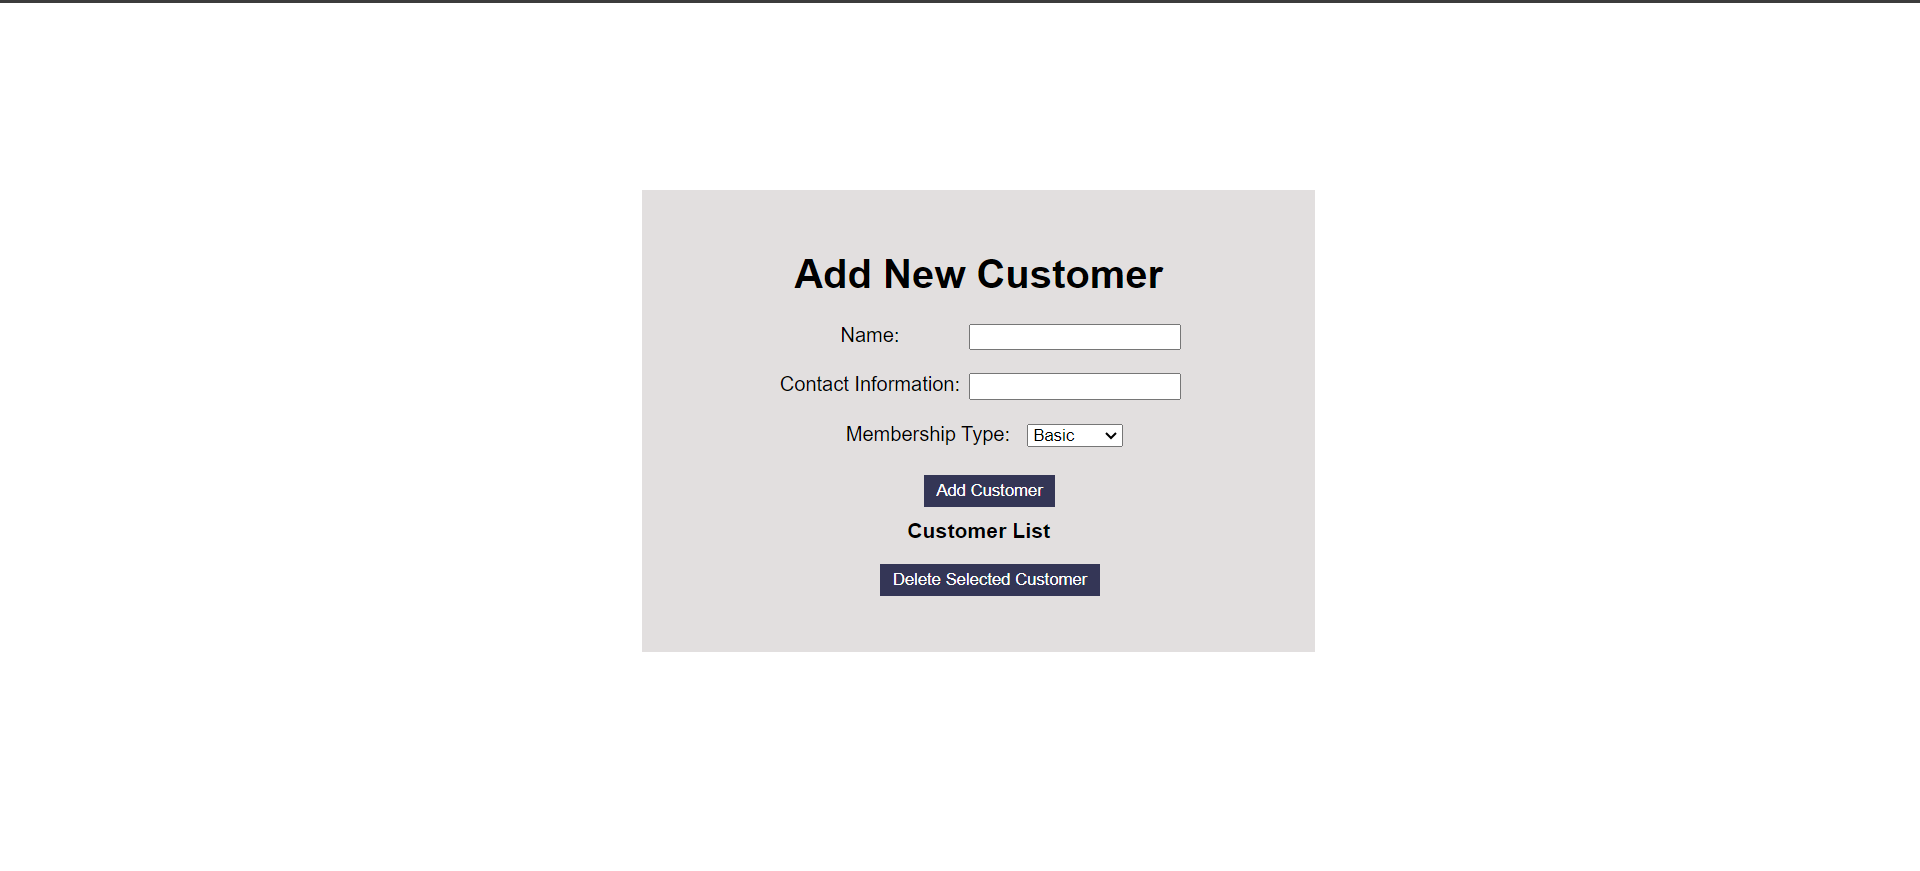 Add New Customer
Name:
Contact Information:
Membership Type: Basic
Add Customer
Customer List
Delete Selected Customer